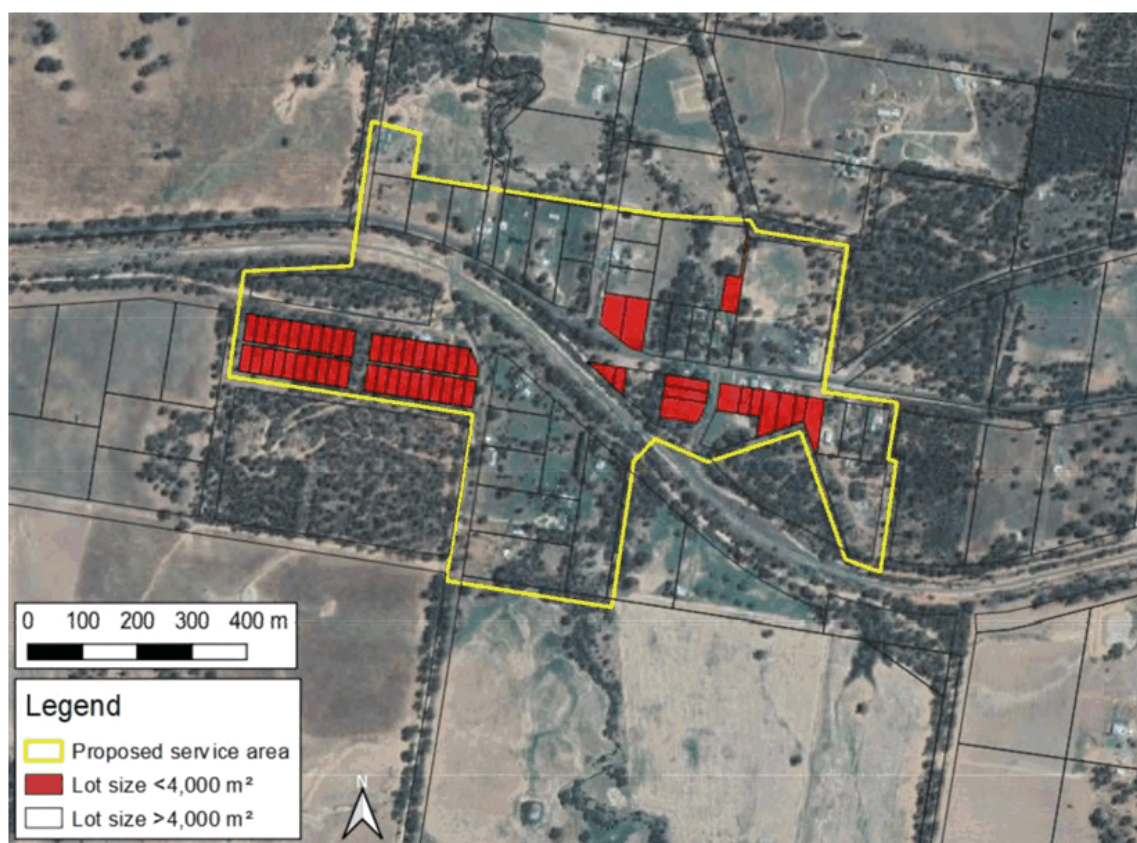 0 100 200 300 400 m
Legend
Proposed service area
Lot size <4,000 m²
Lot size >4,000 m²
N